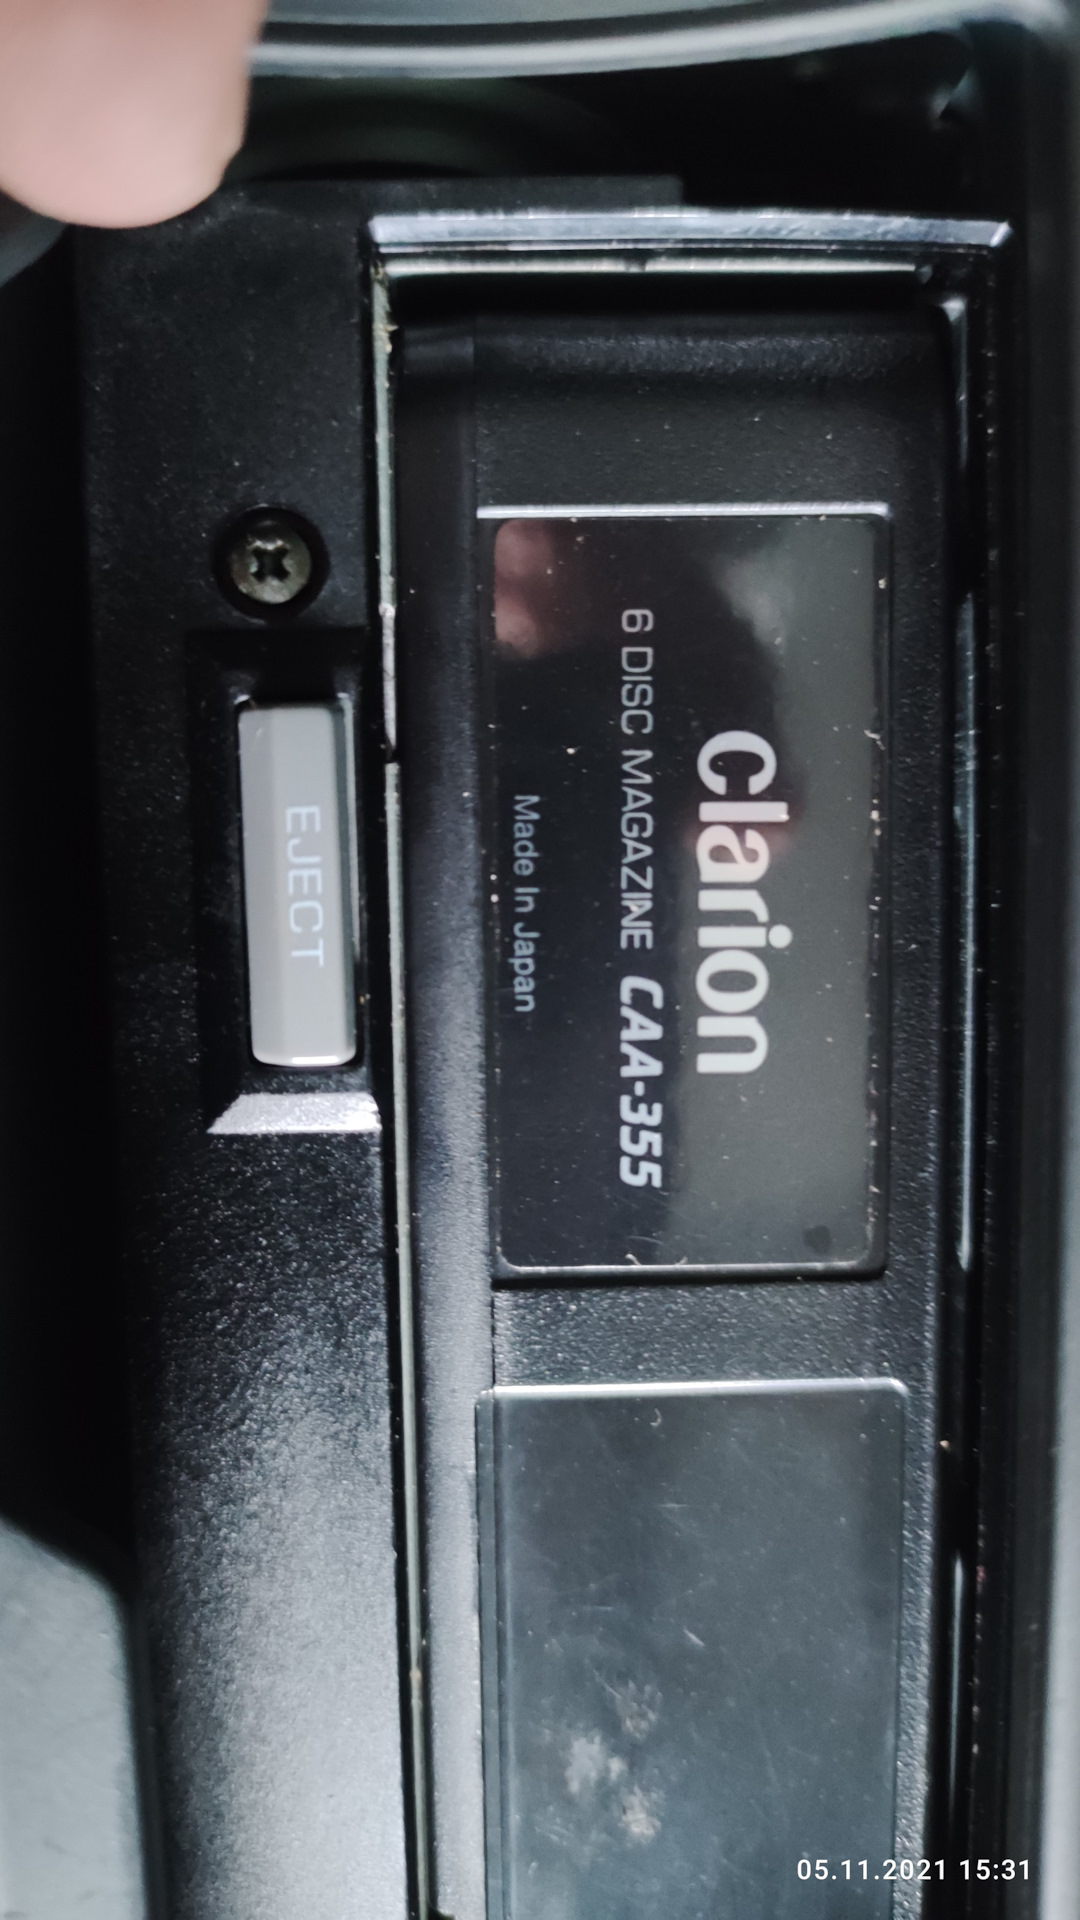 clarion
6 DISC MAGAZINE CAA-355
Made In Japan
EJECT
05.11.2021 15:31